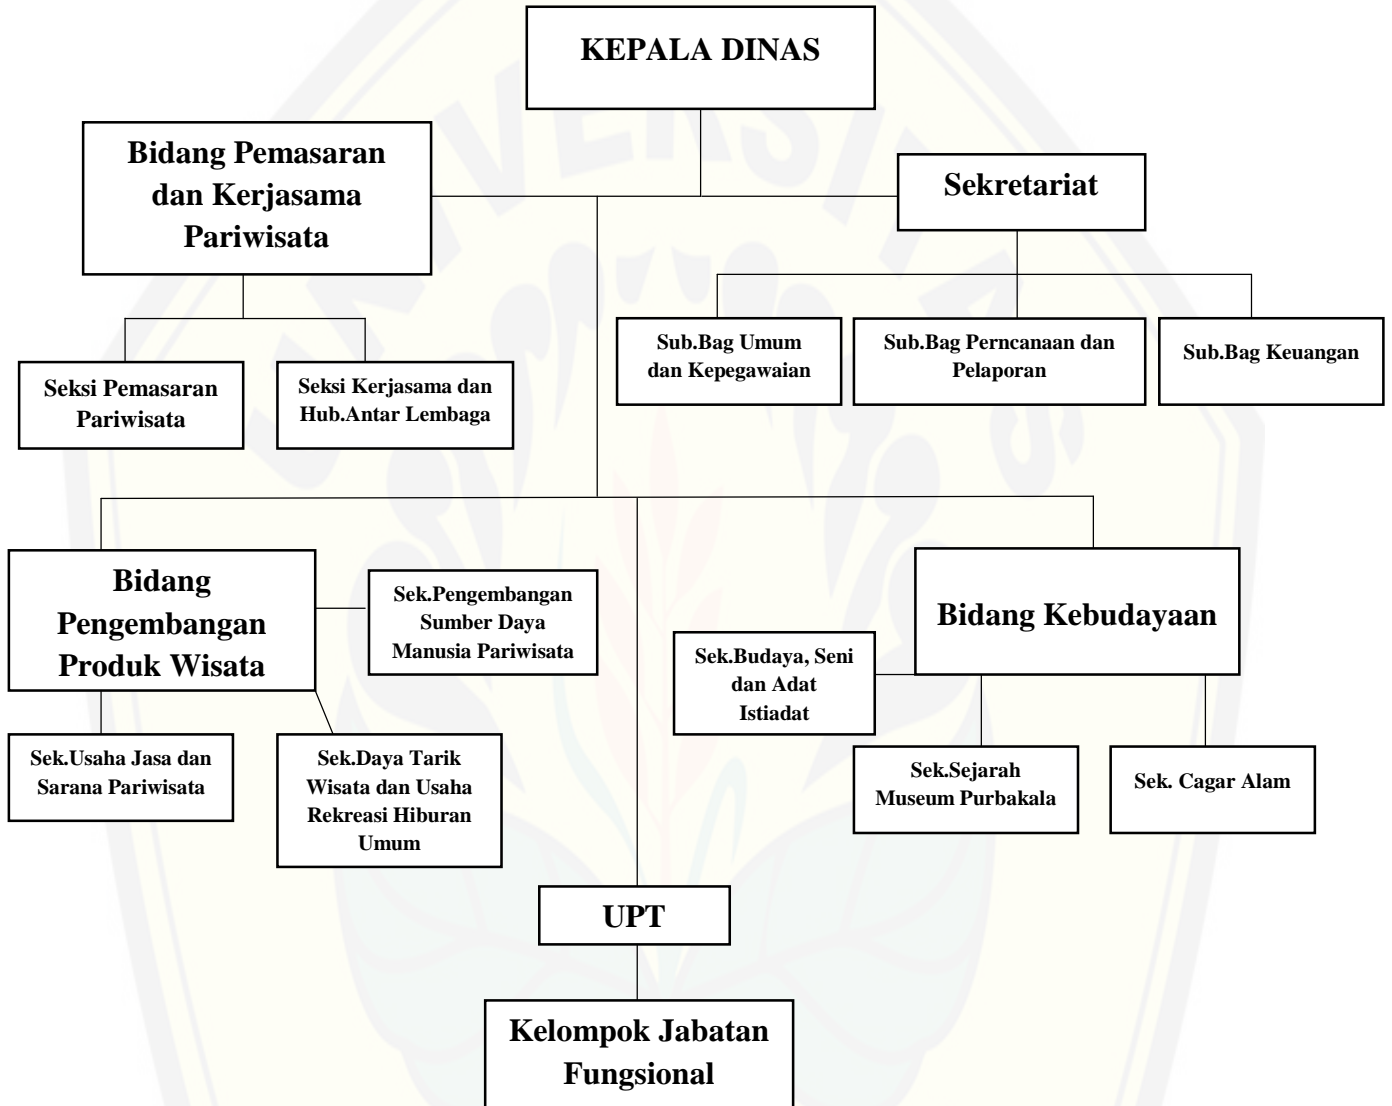 KEPALA DINAS
Bidang Pemasaran
dan Kerjasama
Pariwisata
Sekretariat
Sub.Bag Umum
dan Kepegawaian
Sub.Bag Perncanaan dan
Pelaporan
Sub.Bag Keuangan
Seksi Pemasaran
Pariwisata
Seksi Kerjasama dan
Hub.Antar Lembaga
Bidang
Pengembangan
Produk Wisata
Sek.Pengembangan
Sumber Daya
Manusia Pariwisata
Bidang Kebudayaan
Sek.Budaya, Seni
dan Adat
Istiadat
Sek.Usaha Jasa dan
Sarana Pariwisata
Sek.Daya Tarik
Wisata dan Usaha
Rekreasi Hiburan
Umum
Sek.Sejarah
Museum Purbakala
Sek. Cagar Alam
UPT
Kelompok Jabatan
Fungsional
UNIVERSITAS